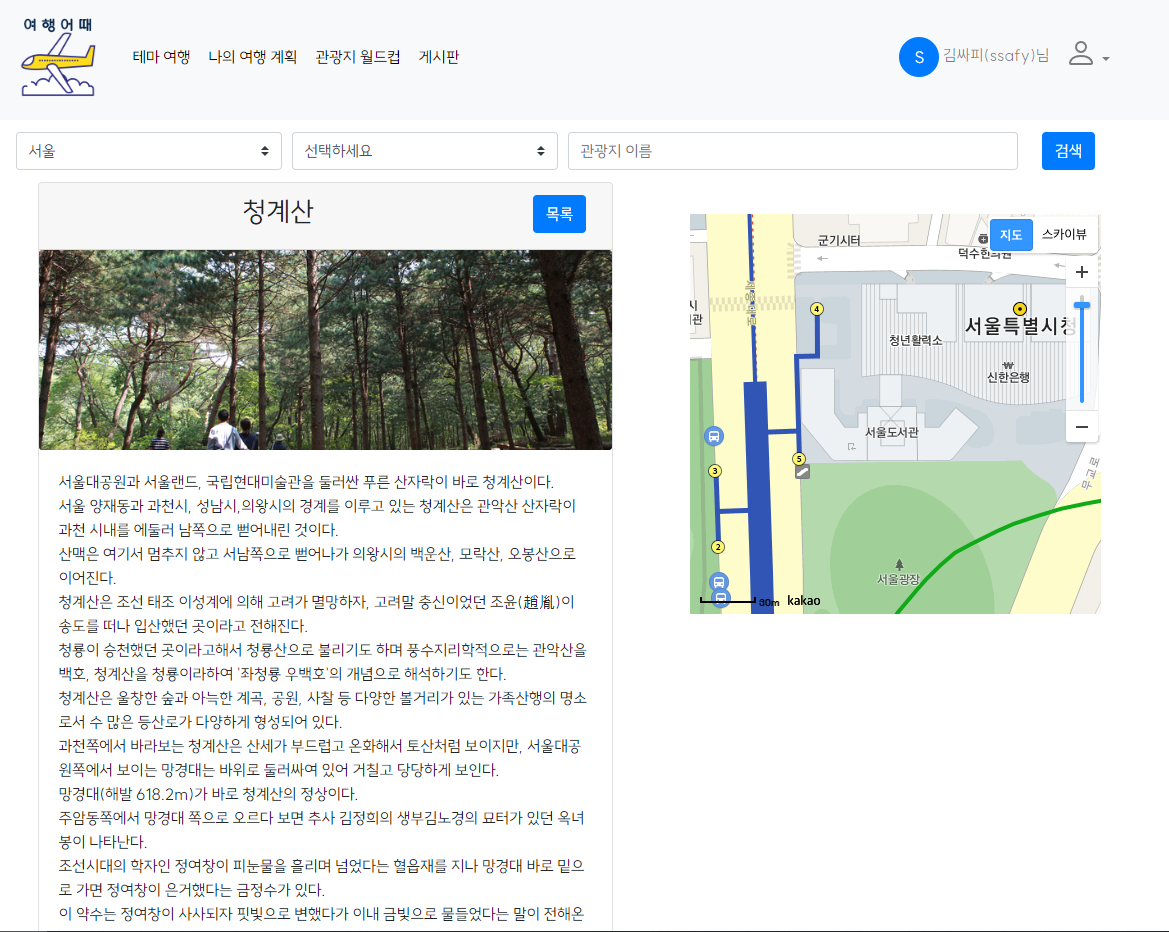 여행어때
테마 여행 나의 여행 계획 관광지 월드컵 게시판
S 김싸피(ssafy)님
서울 선택하세요 관광지 이름 검색
청계산 목록
서울대공원과 서울랜드, 국립현대미술관을 둘러싼 푸른 산자락이 바로 청계산이다.
서울 양재동과 과천시, 성남시,의왕시의 경계를 이루고 있는 청계산은 관악산 산자락이
과천 시내를 에둘러 남쪽으로 뻗어내린 것이다.
산맥은 여기서 멈추지 않고 서남쪽으로 뻗어나가 의왕시의 백운산, 모락산, 오봉산으로
이어진다.
청계산은 조선 태조 이성계에 의해 고려가 멸망하자, 고려말 충신이었던 조윤(趙胤)이
송도를 떠나 입산했던 곳이라고 전해진다.
청룡이 승천했던 곳이라고해서 청룡산으로 불리기도 하며 풍수지리학적으로는 관악산을
백호, 청계산을 청룡이라하여 '좌청룡 우백호'의 개념으로 해석하기도 한다.
청계산은 울창한 숲과 아늑한 계곡, 공원, 사찰 등 다양한 볼거리가 있는 가족산행의 명소
로서 수 많은 등산로가 다양하게 형성되어 있다.
과천쪽에서 바라보는 청계산은 산세가 부드럽고 온화해서 토산처럼 보이지만, 서울대공
원쪽에서 보이는 망경대는 바위로 둘러싸여 있어 거칠고 당당하게 보인다.
망경대(해발 618.2m)가 바로 청계산의 정상이다.
주암동쪽에서 망경대 쪽으로 오르다 보면 추사 김정희의 생부김노경의 묘터가 있던 옥녀
봉이 나타난다.
조선시대의 학자인 정여창이 피눈물을 흘리며 넘었다는 혈읍재를 지나 망경대 바로 밑으
로 가면 정여창이 은거했다는 금정수가 있다.
이 약수는 정여창이 사사되자 핏빛으로 변했다가 이내 금빛으로 물들었다는 말이 전해온
지도 스카이뷰
군기시터
덕수한의원
세종대로
시
관
4
서울특별시청
청년활력소
신한은행
서울도서관
5
3
2
무교로
서울광장
30m kakao